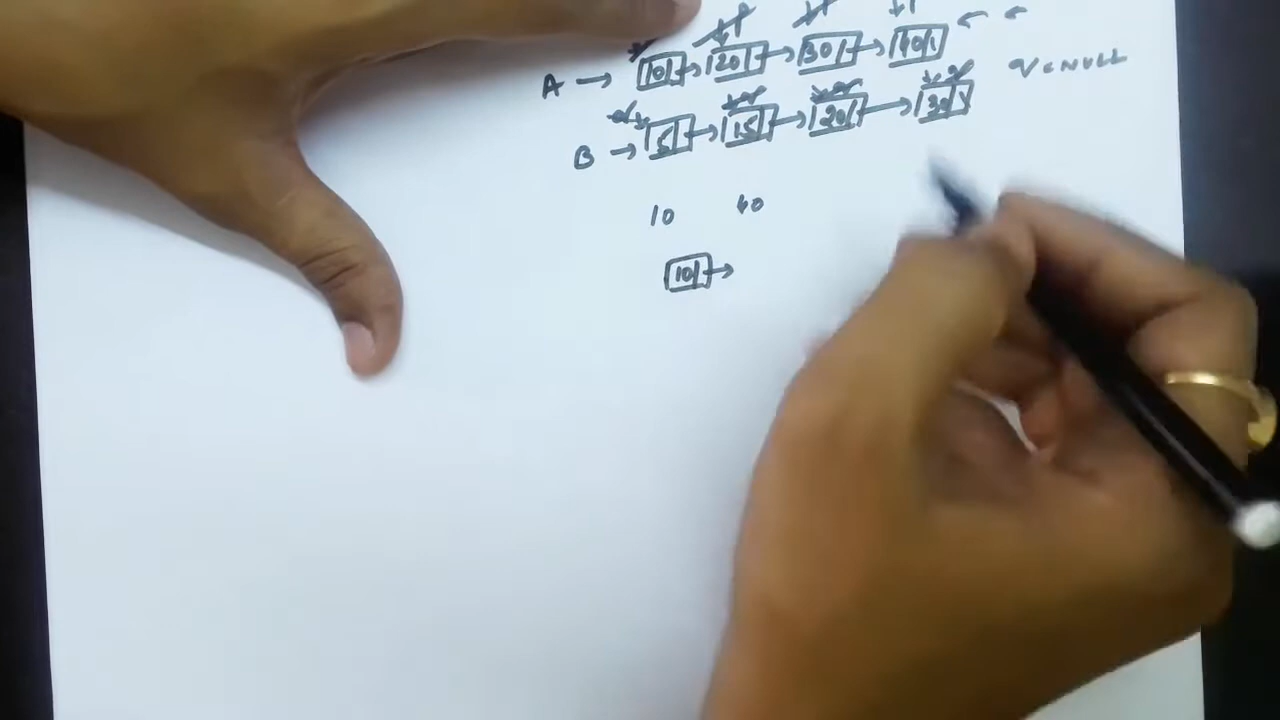 A → 10 → 20 → 30 → 40
B → 5 → 15 → 20 → 30 q = NULL
10 40
10 →